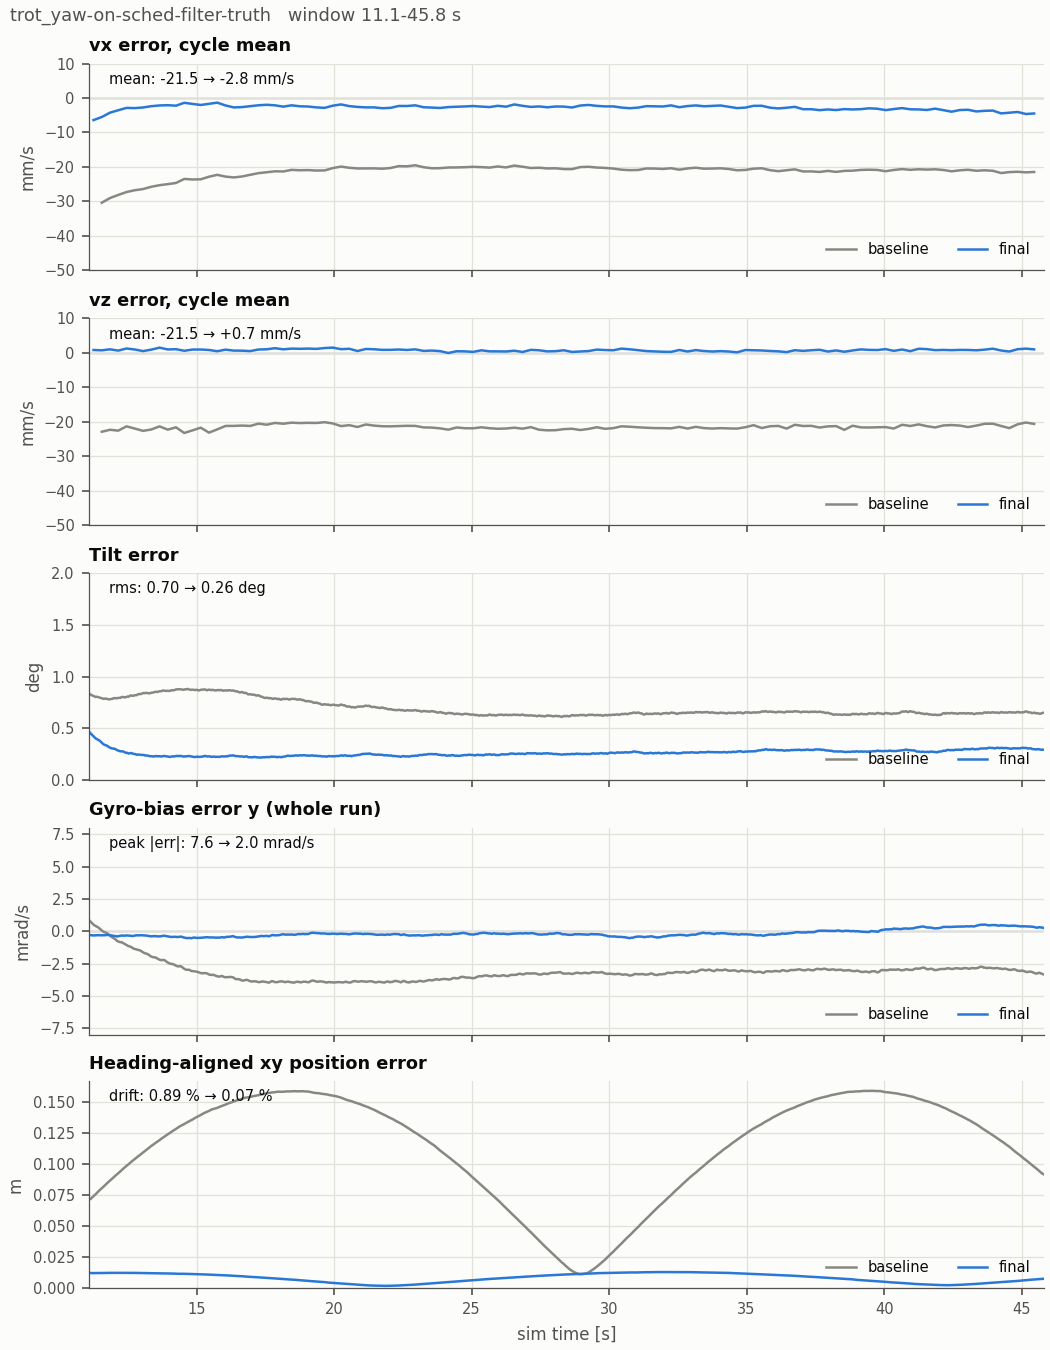 trot_yaw-on-sched-filter-truth   window 11.1-45.8 s
vx error, cycle mean
mean: -21.5 → -2.8 mm/s
10
0
−10
−20
−30
−40
−50
mm/s
baseline
final
vz error, cycle mean
mean: -21.5 → +0.7 mm/s
10
0
−10
−20
−30
−40
−50
mm/s
baseline
final
Tilt error
rms: 0.70 → 0.26 deg
2.0
1.5
1.0
0.5
0.0
deg
baseline
final
Gyro-bias error y (whole run)
peak |err|: 7.6 → 2.0 mrad/s
7.5
5.0
2.5
0.0
−2.5
−5.0
−7.5
mrad/s
baseline
final
Heading-aligned xy position error
drift: 0.89 % → 0.07 %
0.150
0.125
0.100
0.075
0.050
0.025
0.000
m
baseline
final
15 20 25 30 35 40 45
sim time [s]